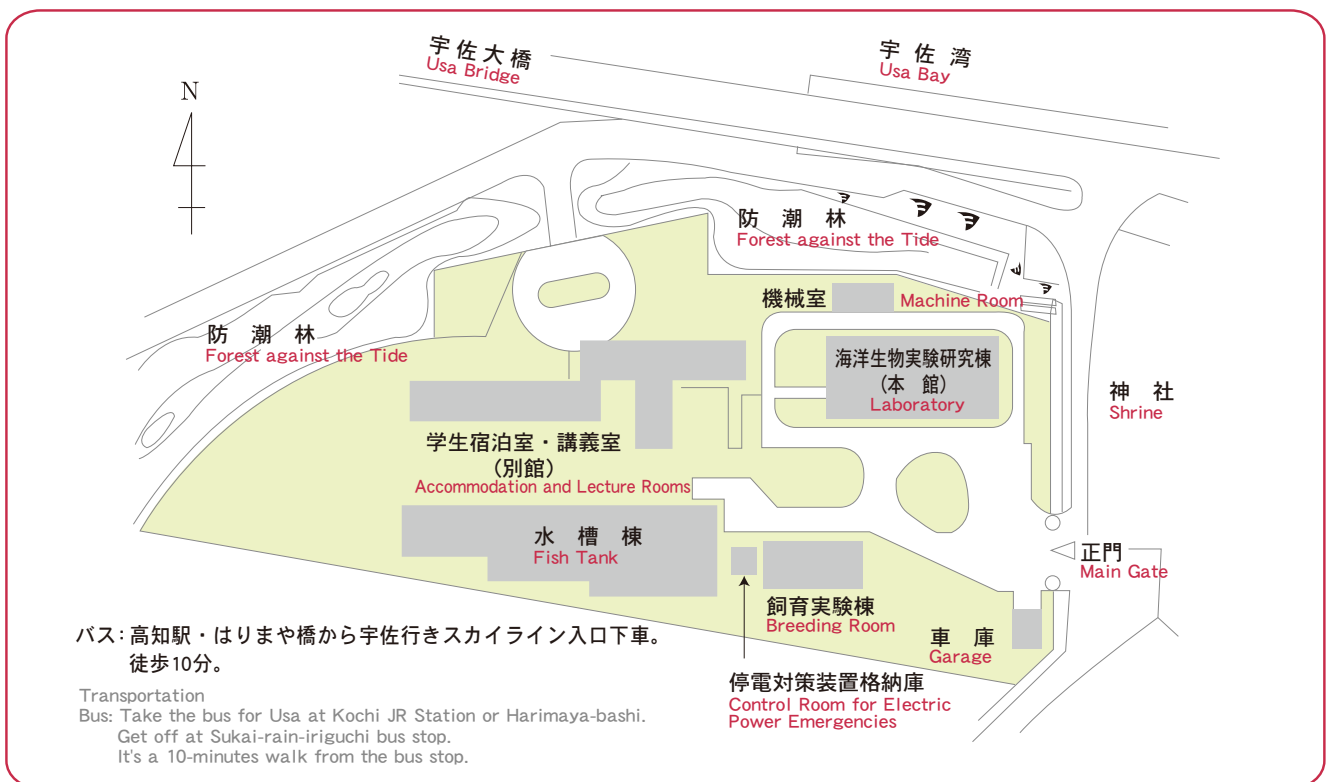 宇佐大橋
Usa Bridge
宇佐湾
Usa Bay
N
防潮林
Forest against the Tide
機械室
Machine Room
防潮林
Forest against the Tide
海洋生物実験研究棟
（本館）
Laboratory
神社
Shrine
学生宿泊室・講義室
（別館）
Accommodation and Lecture Rooms
水槽棟
Fish Tank
正門
Main Gate
飼育実験棟
Breeding Room
車庫
Garage
停電対策装置格納庫
Control Room for Electric
Power Emergencies
バス：高知駅・はりまや橋から宇佐行きスカイライン入口下車。
徒歩10分。
Transportation
Bus: Take the bus for Usa at Kochi JR Station or Harimaya-bashi.
Get off at Sukai-rain-iriguchi bus stop.
It's a 10-minutes walk from the bus stop.